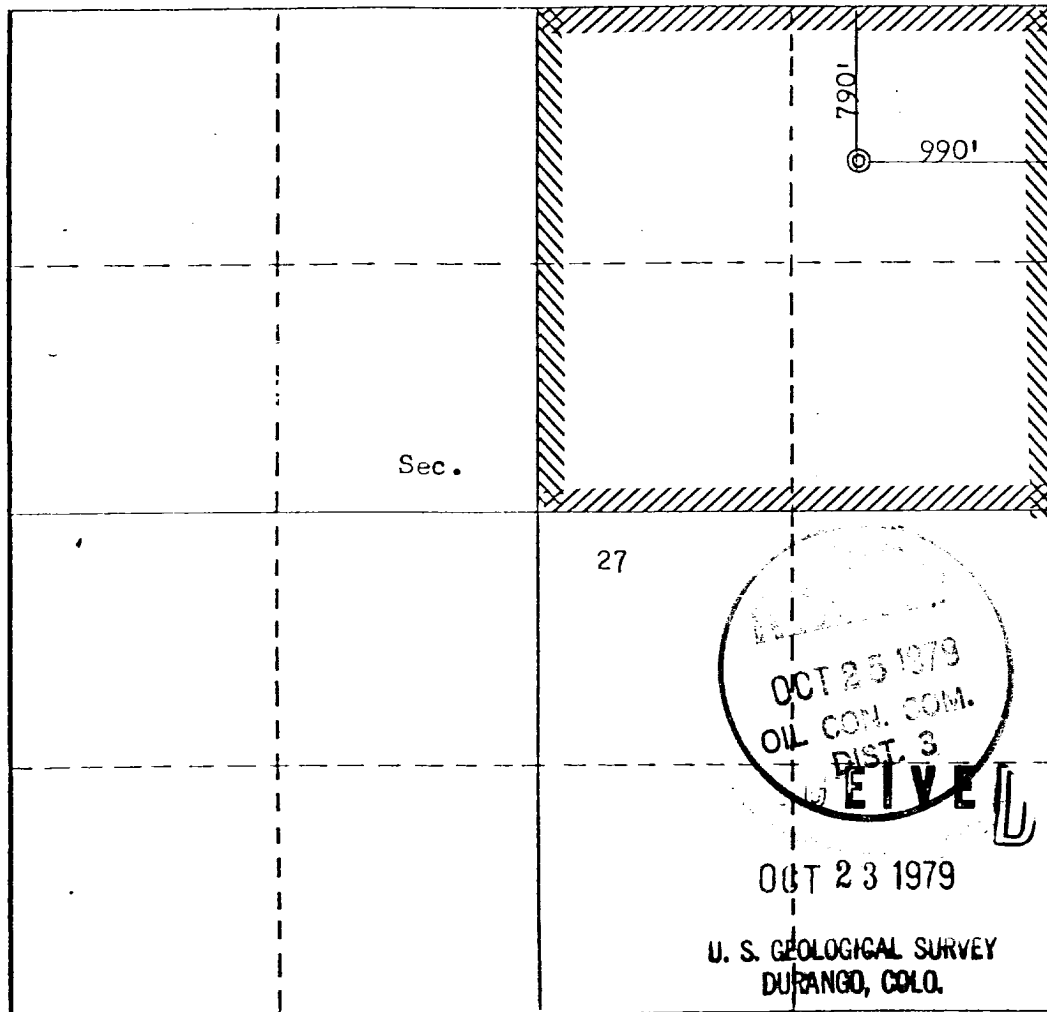 790'
990'
Sec.
27
OCT 25 1979
OIL CON. COM.
DIST. 3
EIVED
OCT 23 1979
U. S. GEOLOGICAL SURVEY
DURANGO, COLO.